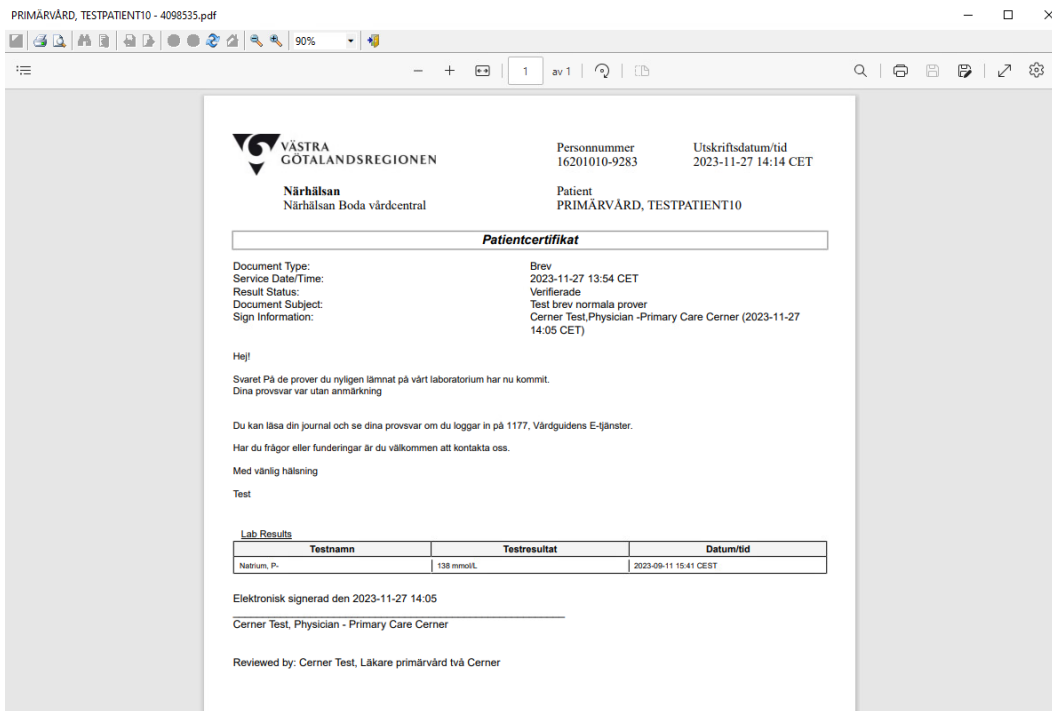 PRIMÄRVÅRD, TESTPATIENT10 - 4098535.pdf
90%
1 av 1
VÄSTRA
GÖTALANDSREGIONEN
Personnummer Utskriftsdatum/tid
16201010-9283 2023-11-27 14:14 CET
Närhälsan Patient
Närhälsan Boda vårdcentral PRIMÄRVÅRD, TESTPATIENT10
Patientcertifikat
Document Type: Brev
Service Date/Time: 2023-11-27 13:54 CET
Result Status: Verifierade
Document Subject: Test brev normala prover
Sign Information: Cerner Test,Physician -Primary Care Cerner (2023-11-27
14:05 CET)
Hej!
Svaret På de prover du nyligen lämnat på vårt laboratorium har nu kommit.
Dina provsvar var utan anmärkning
Du kan läsa din journal och se dina provsvar om du loggar in på 1177, Vårdguidens E-tjänster.
Har du frågor eller funderingar är du välkommen att kontakta oss.
Med vänlig hälsning
Test
Lab Results
Testnamn Testresultat Datum/tid
Natrium, P- 138 mmol/L 2023-09-11 15:41 CEST
Elektronisk signerad den 2023-11-27 14:05
Cerner Test, Physician - Primary Care Cerner
Reviewed by: Cerner Test, Läkare primärvård två Cerner